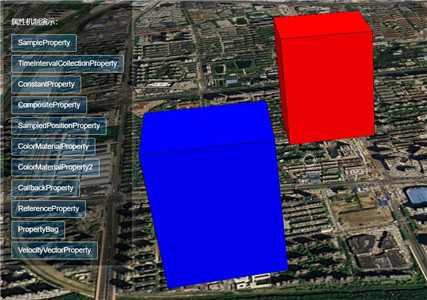 属性机制演示:
SampleProperty
TimeIntervalCollectionProperty
ConstantProperty
CompositeProperty
SampledPositionProperty
ColorMaterialProperty
ColorMaterialProperty2
CallbackProperty
ReferenceProperty
PropertyBag
VelocityVectorProperty